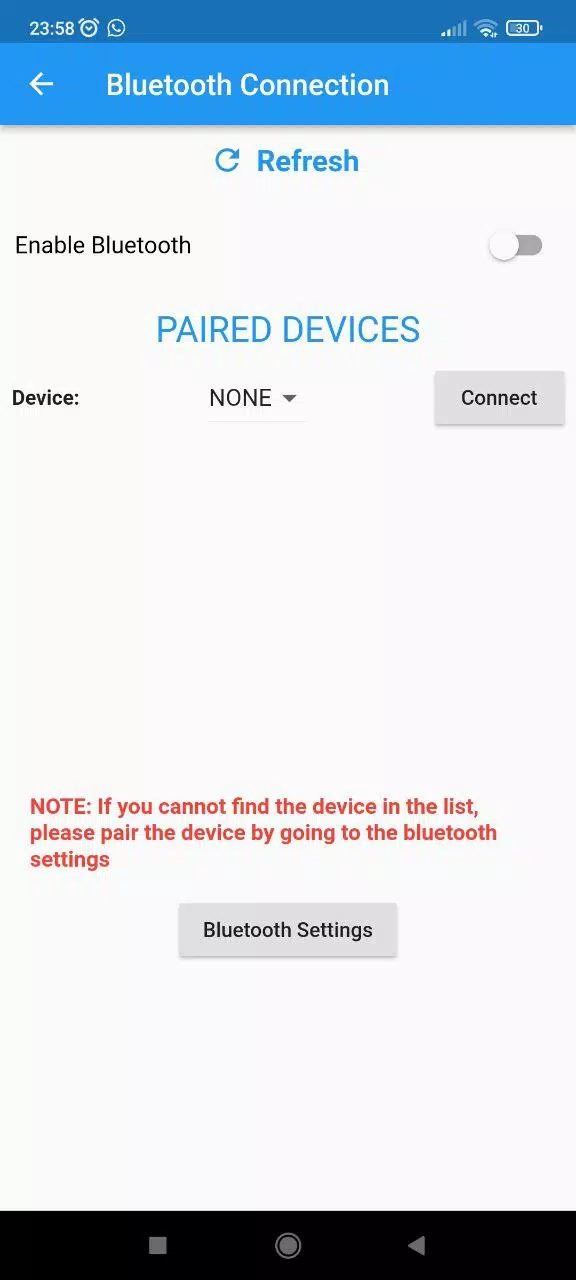 23:58
30
Bluetooth Connection
Refresh
Enable Bluetooth
PAIRED DEVICES
Device: NONE Connect
NOTE: If you cannot find the device in the list,
please pair the device by going to the bluetooth
settings
Bluetooth Settings